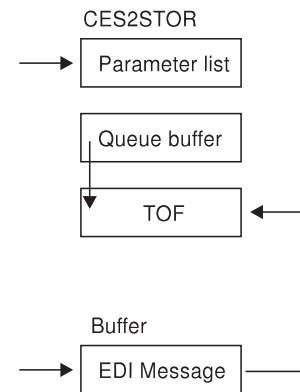 CES2STOR
Parameter list
Queue buffer
TOF
Buffer
EDI Message